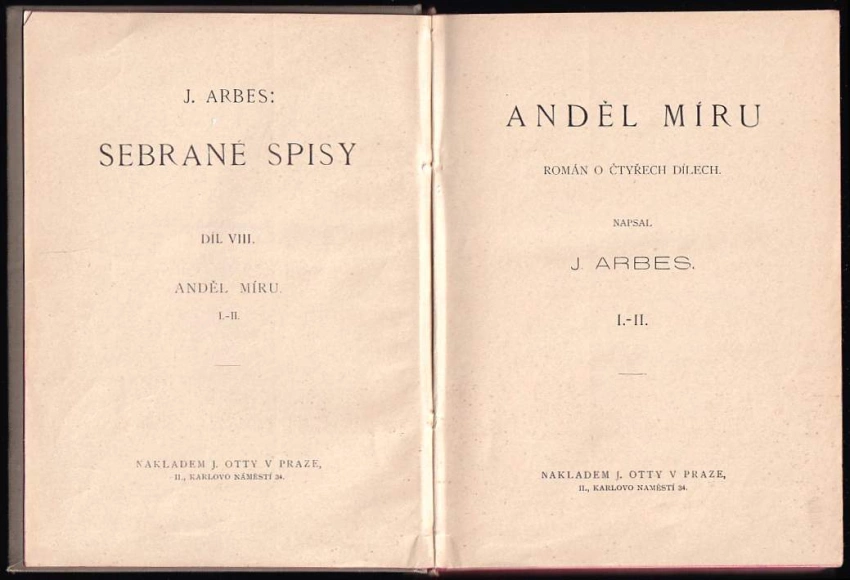 J. ARBES:
SEBRANÉ SPISY
DÍL VIII.
ANDĚL MÍRU.
I.-II.
NAKLADEM J. OTTY V PRAZE,
II., KARLOVO NÁMĚSTÍ 34.
ANDĚL MÍRU
ROMÁN O ČTYŘECH DÍLECH.
NAPSAL
J. ARBES.
I.-II.
NAKLADEM J. OTTY V PRAZE,
II., KARLOVO NÁMĚSTÍ 34.